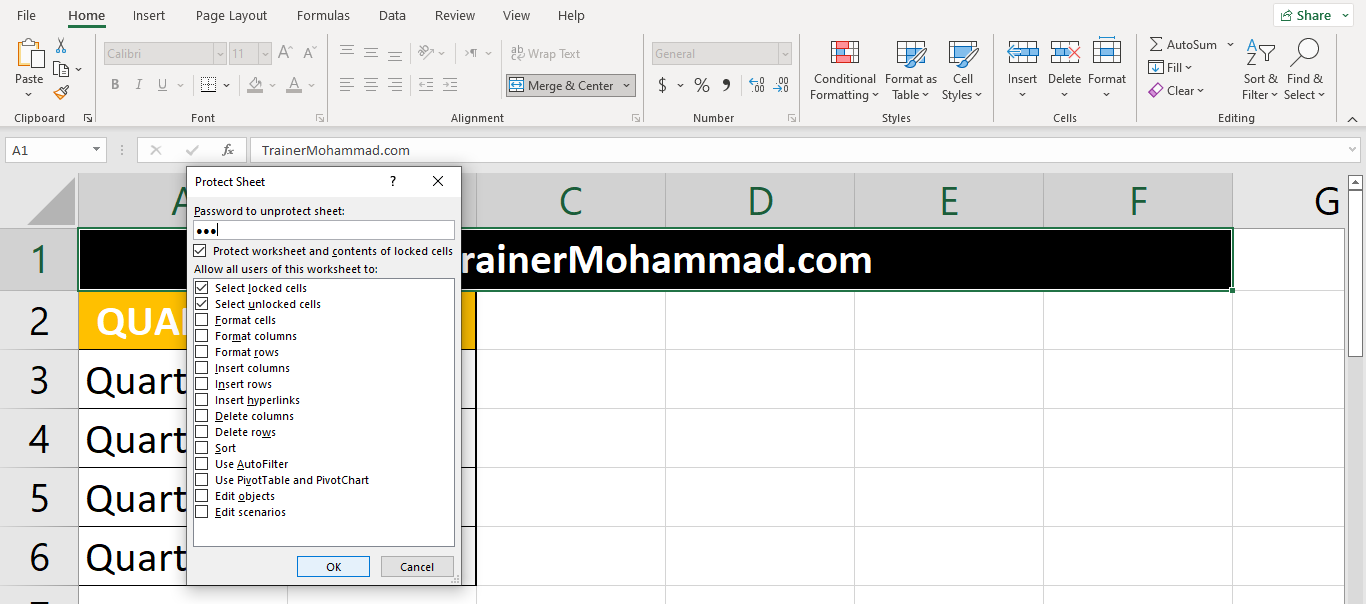 File Home Insert Page Layout Formulas Data Review View Help Share
Calibri 11 Wrap Text General AutoSum
Paste B I U Merge & Center $ % Conditional Formatting Format as Table Cell Styles Insert Delete Format Fill Clear Sort & Filter Find & Select
Clipboard Font Alignment Number Styles Cells Editing
A1 fx TrainerMohammad.com
Protect Sheet ?
Password to unprotect sheet:
•••
Protect worksheet and contents of locked cells
Allow all users of this worksheet to:
Select locked cells
Select unlocked cells
Format cells
Format columns
Format rows
Insert columns
Insert rows
Insert hyperlinks
Delete columns
Delete rows
Sort
Use AutoFilter
Use PivotTable and PivotChart
Edit objects
Edit scenarios
OK Cancel
C D E F G
1 rainerMohammad.com
2 QUA
3 Quart
4 Quart
5 Quart
6 Quart